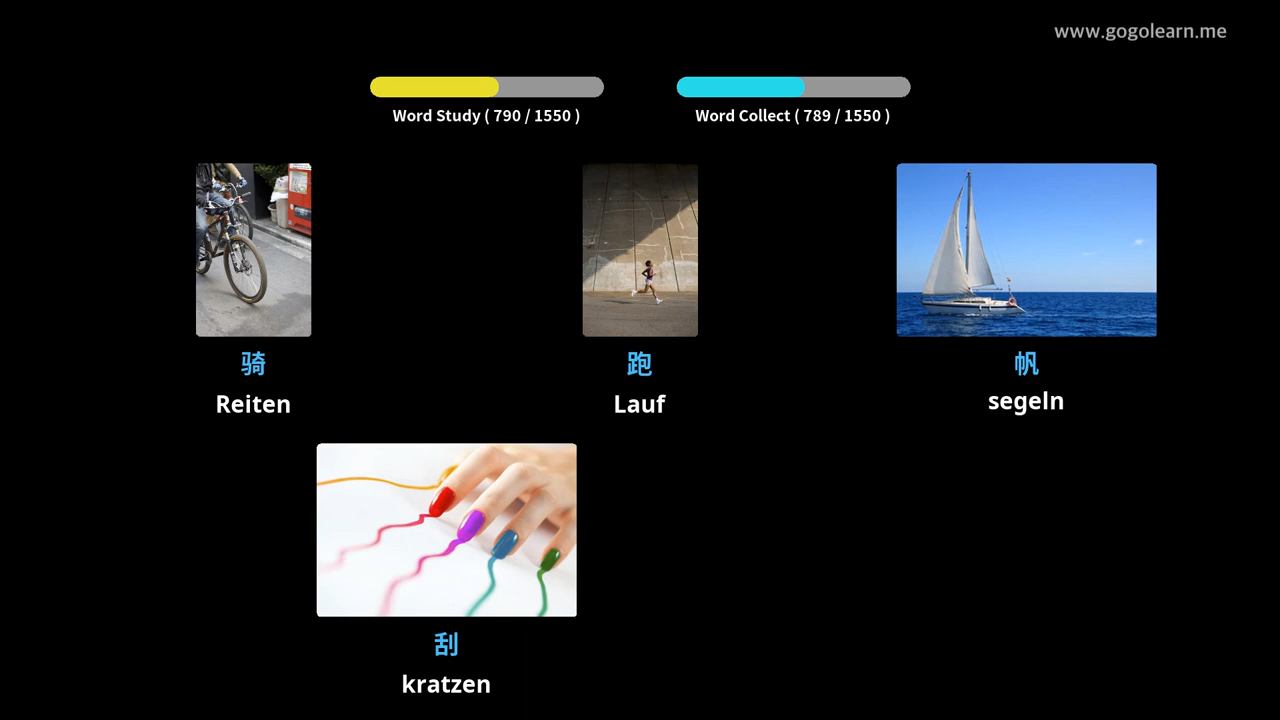 www.gogolearn.me
Word Study ( 790 / 1550 )
Word Collect ( 789 / 1550 )
骑
Reiten
跑
Lauf
帆
segeln
刮
kratzen